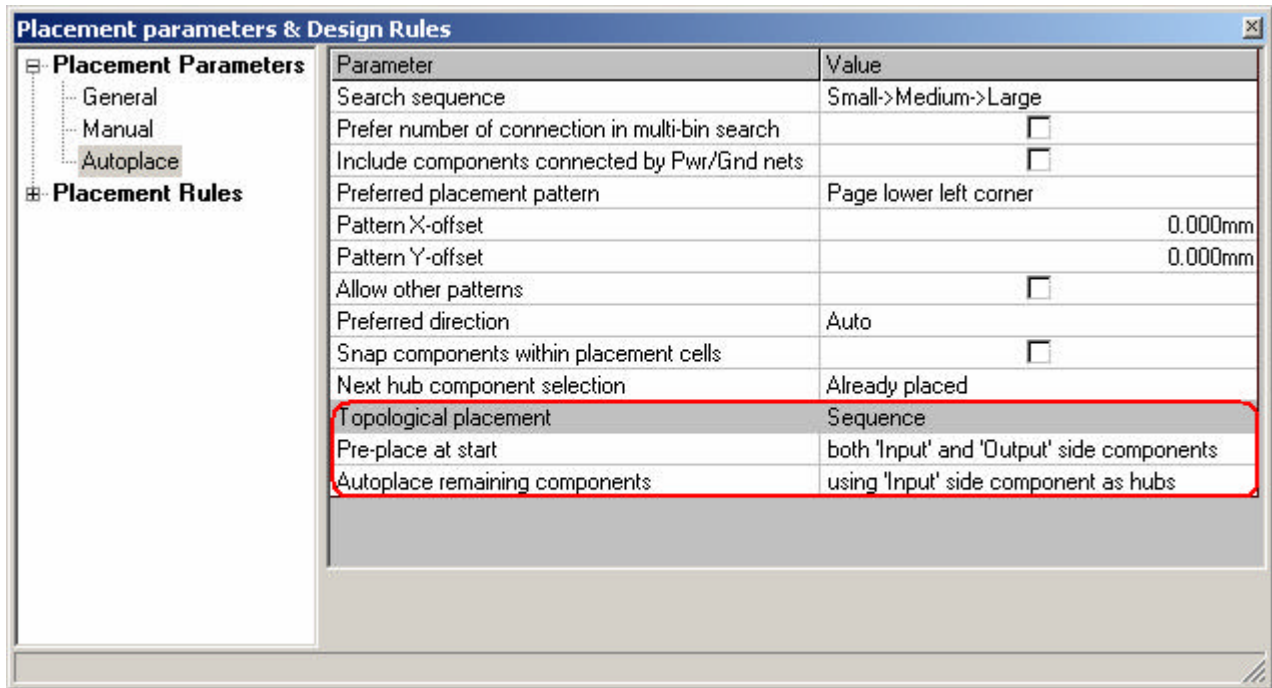 Placement parameters & Design Rules
Placement Parameters
General
Manual
Autoplace
Placement Rules
Parameter Value
Search sequence Small->Medium->Large
Prefer number of connection in multi-bin search
Include components connected by Pwr/Gnd nets
Preferred placement pattern Page lower left corner
Pattern X-offset 0.000mm
Pattern Y-offset 0.000mm
Allow other patterns
Preferred direction Auto
Snap components within placement cells
Next hub component selection Already placed
Topological placement Sequence
Pre-place at start both 'Input' and 'Output' side components
Autoplace remaining components using 'Input' side component as hubs